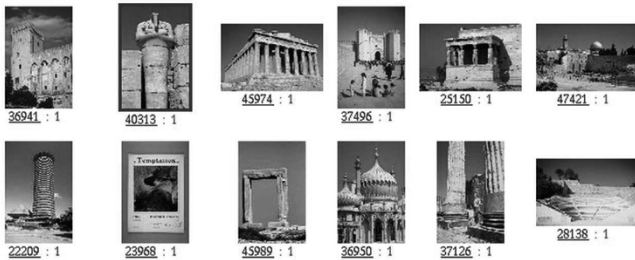 36941 : 1
40313 : 1
45974 : 1
37496 : 1
25150 : 1
47421 : 1
Temptation
22209 : 1
23968 : 1
45989 : 1
36950 : 1
37126 : 1
28138 : 1